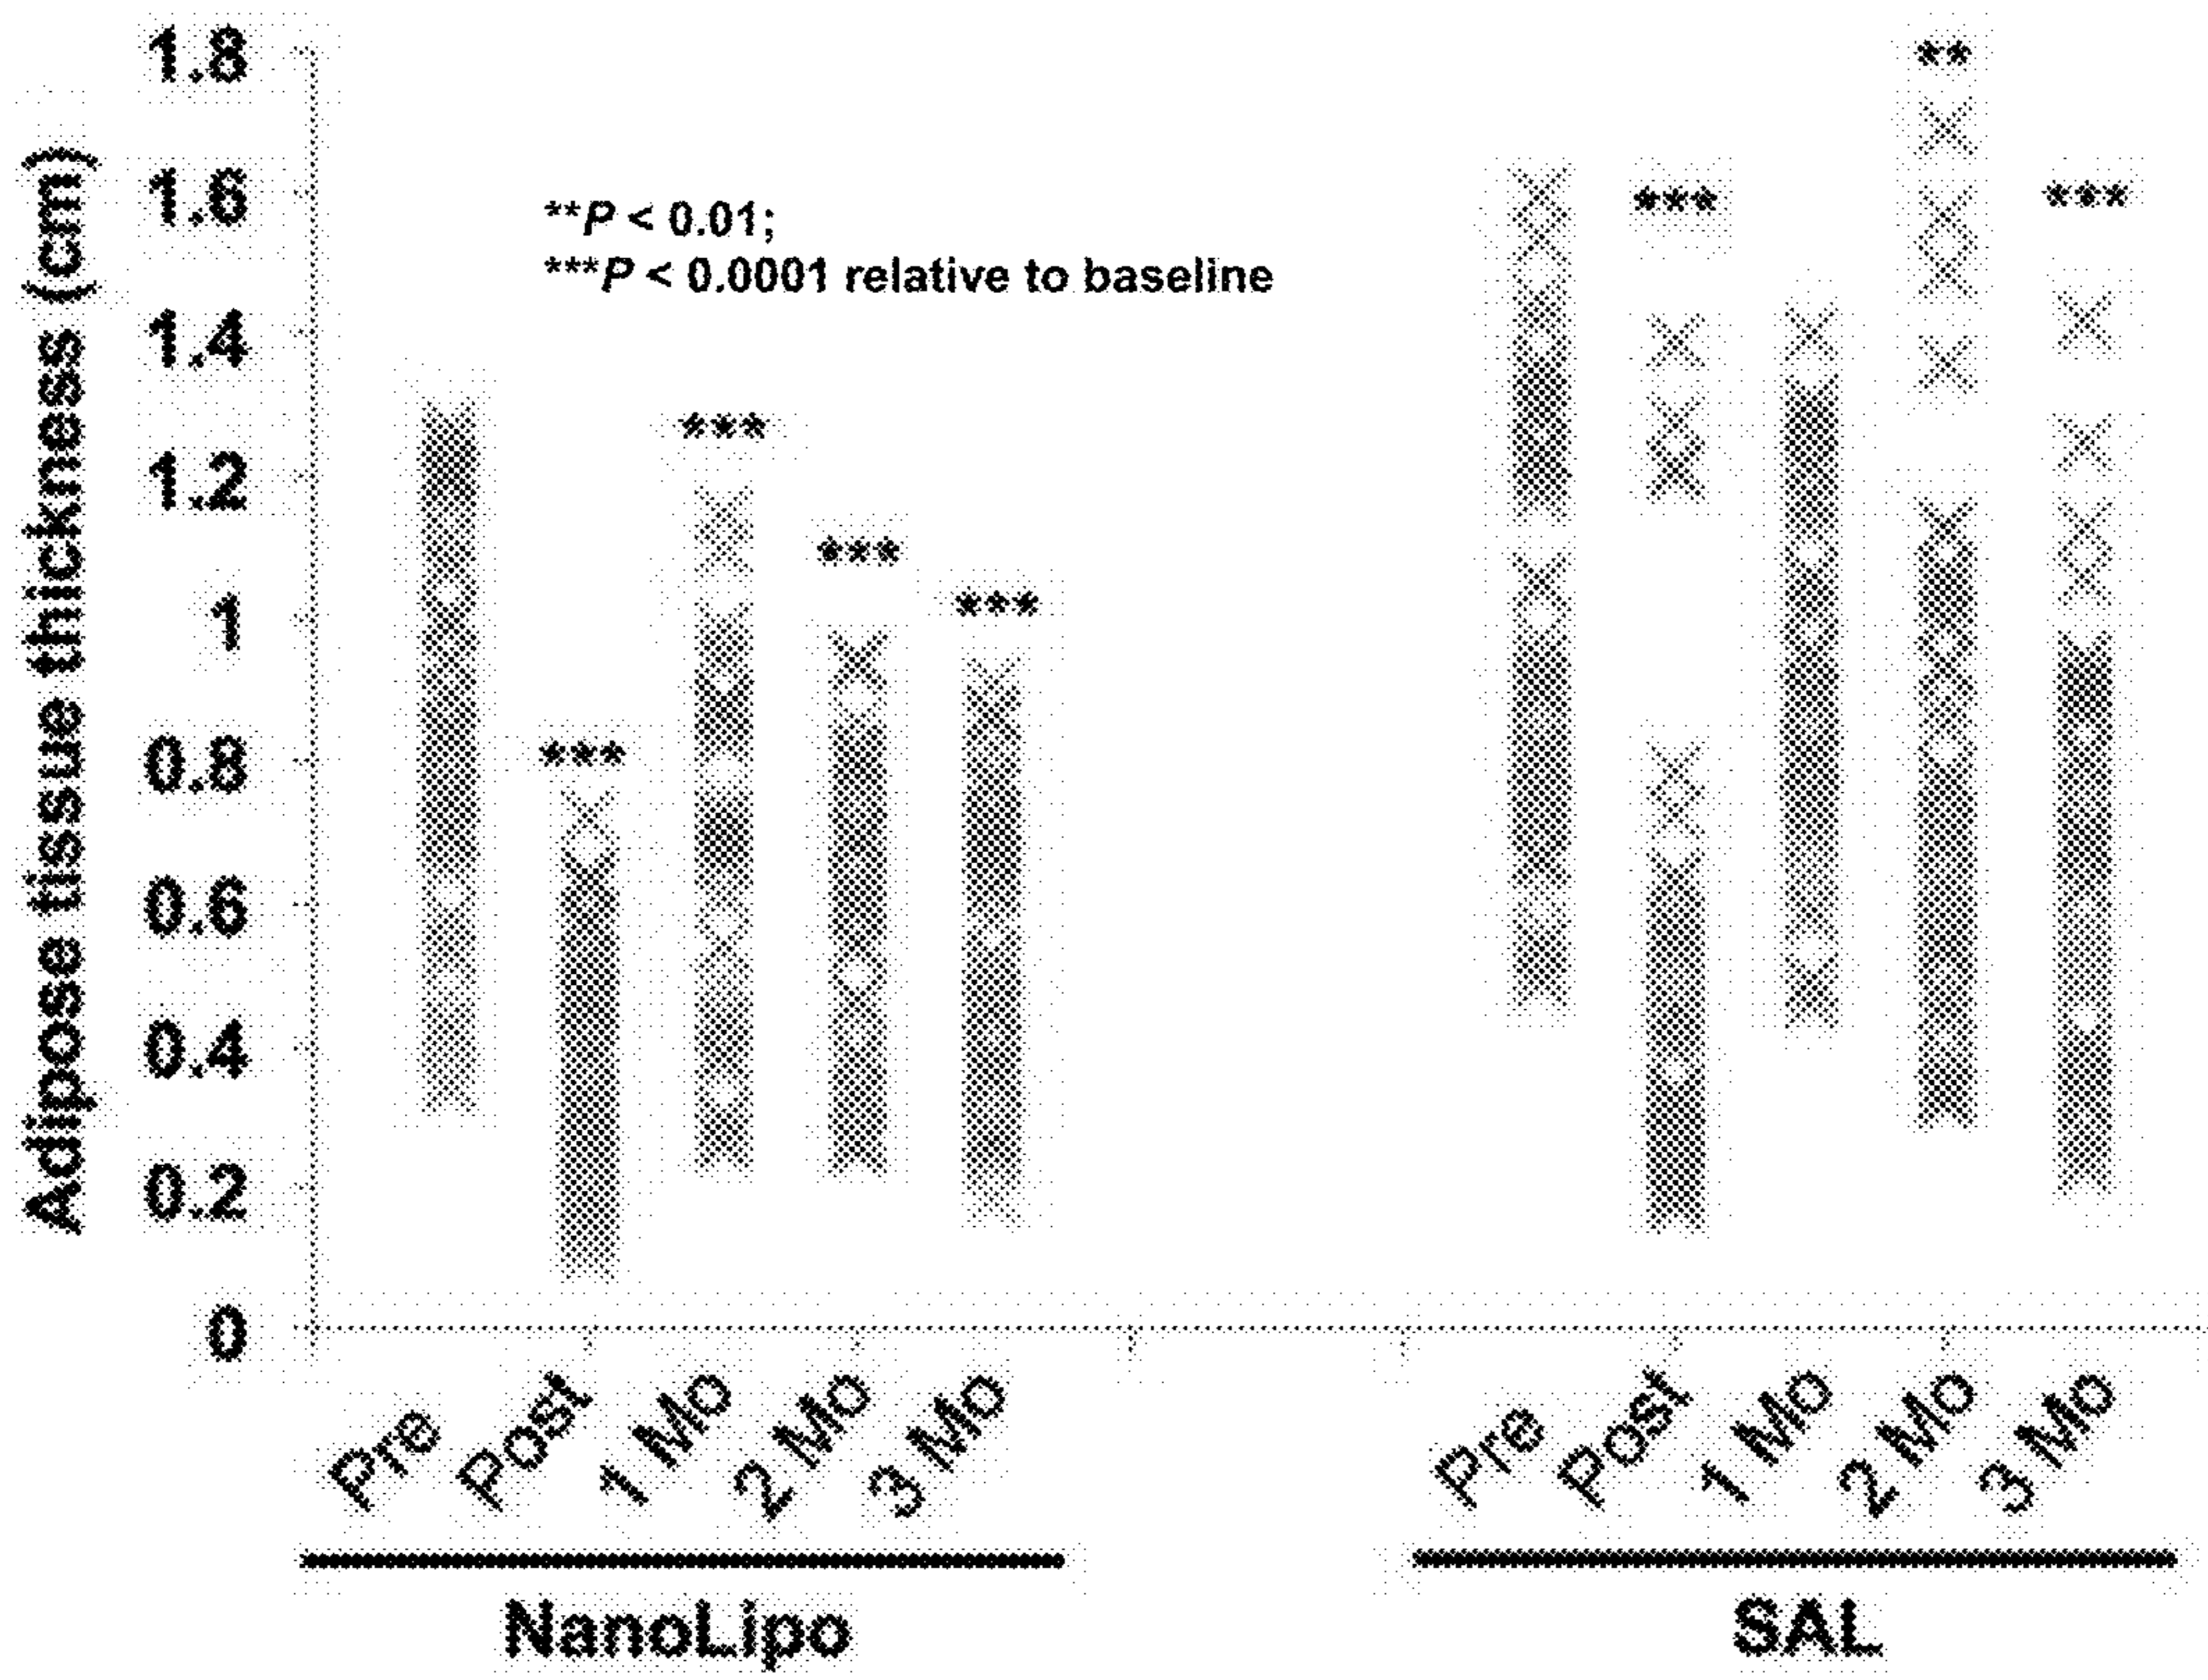 Adipose tissue thickness (cm)
1.8
1.6
1.4
1.2
1
0.8
0.6
0.4
0.2
0
**P < 0.01;
***P < 0.0001 relative to baseline
***
***
***
***
***
**
***
Pre Post 1 Mo 2 Mo 3 Mo
Pre Post 1 Mo 2 Mo 3 Mo
NanoLipo
SAL